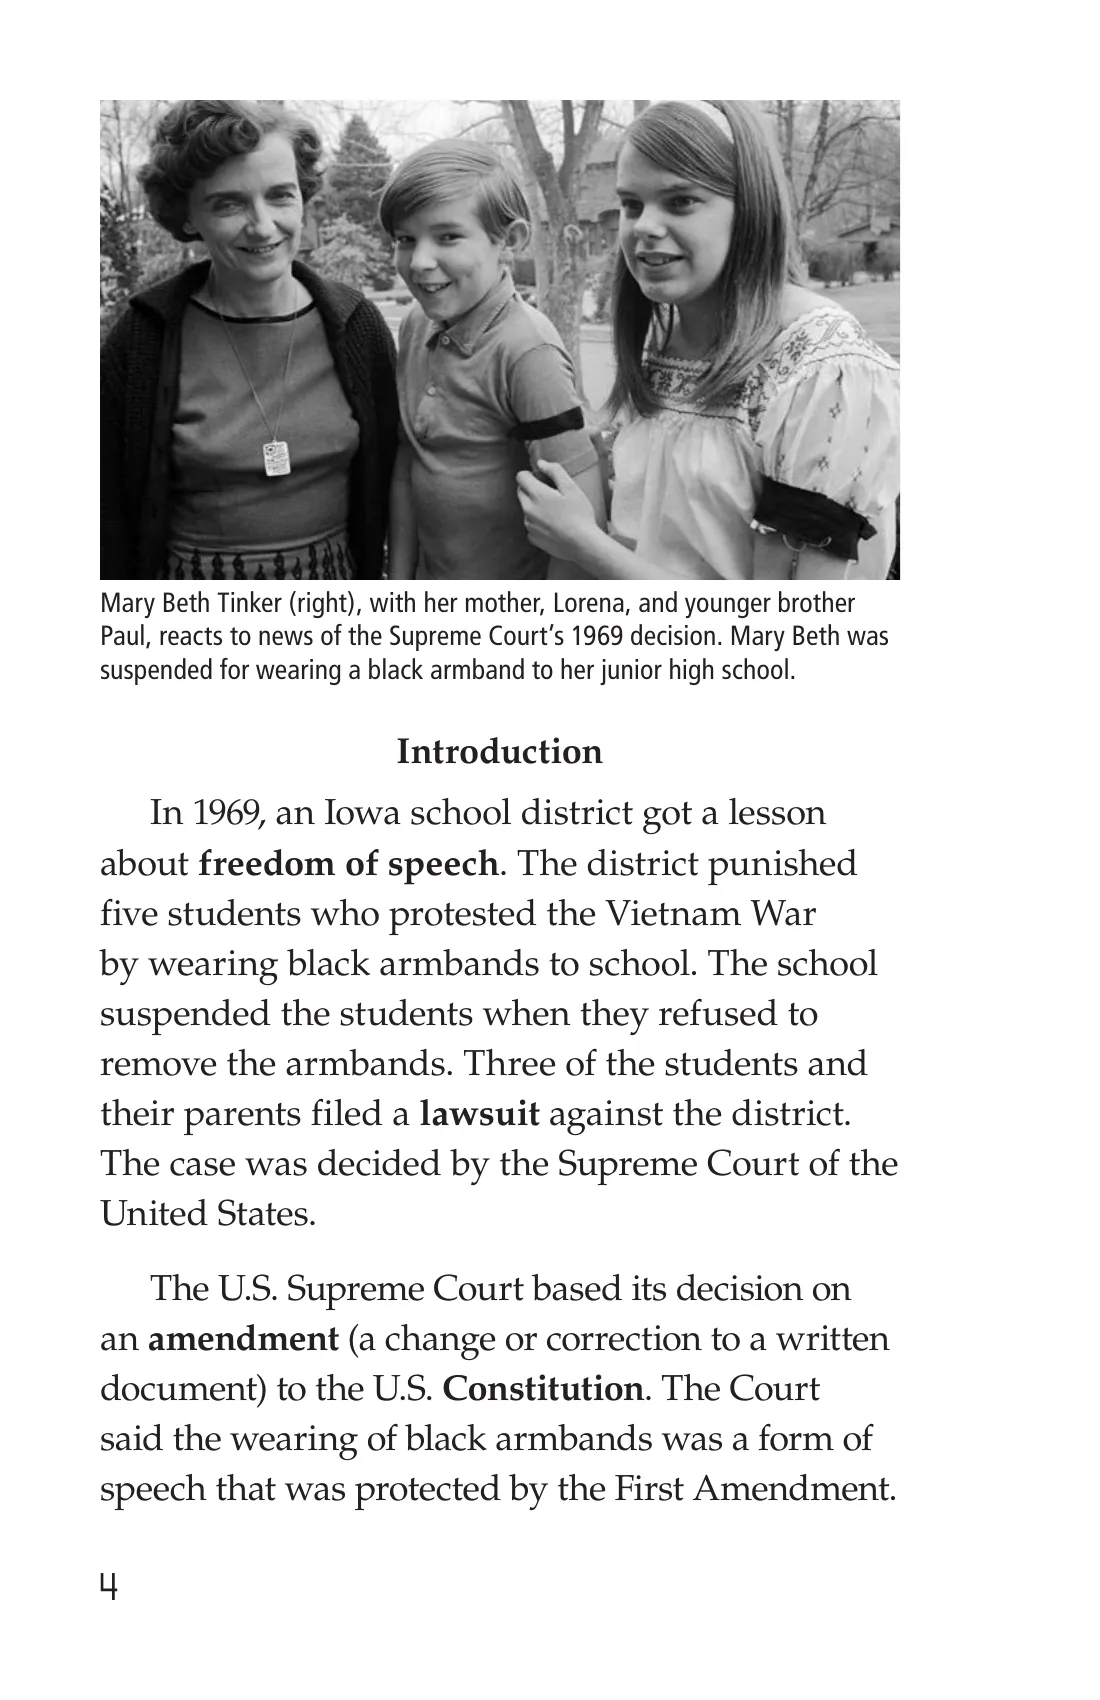 Mary Beth Tinker (right), with her mother, Lorena, and younger brother
Paul, reacts to news of the Supreme Court’s 1969 decision. Mary Beth was
suspended for wearing a black armband to her junior high school.
Introduction
In 1969, an Iowa school district got a lesson
about freedom of speech. The district punished
five students who protested the Vietnam War
by wearing black armbands to school. The school
suspended the students when they refused to
remove the armbands. Three of the students and
their parents filed a lawsuit against the district.
The case was decided by the Supreme Court of the
United States.
The U.S. Supreme Court based its decision on
an amendment (a change or correction to a written
document) to the U.S. Constitution. The Court
said the wearing of black armbands was a form of
speech that was protected by the First Amendment.
4